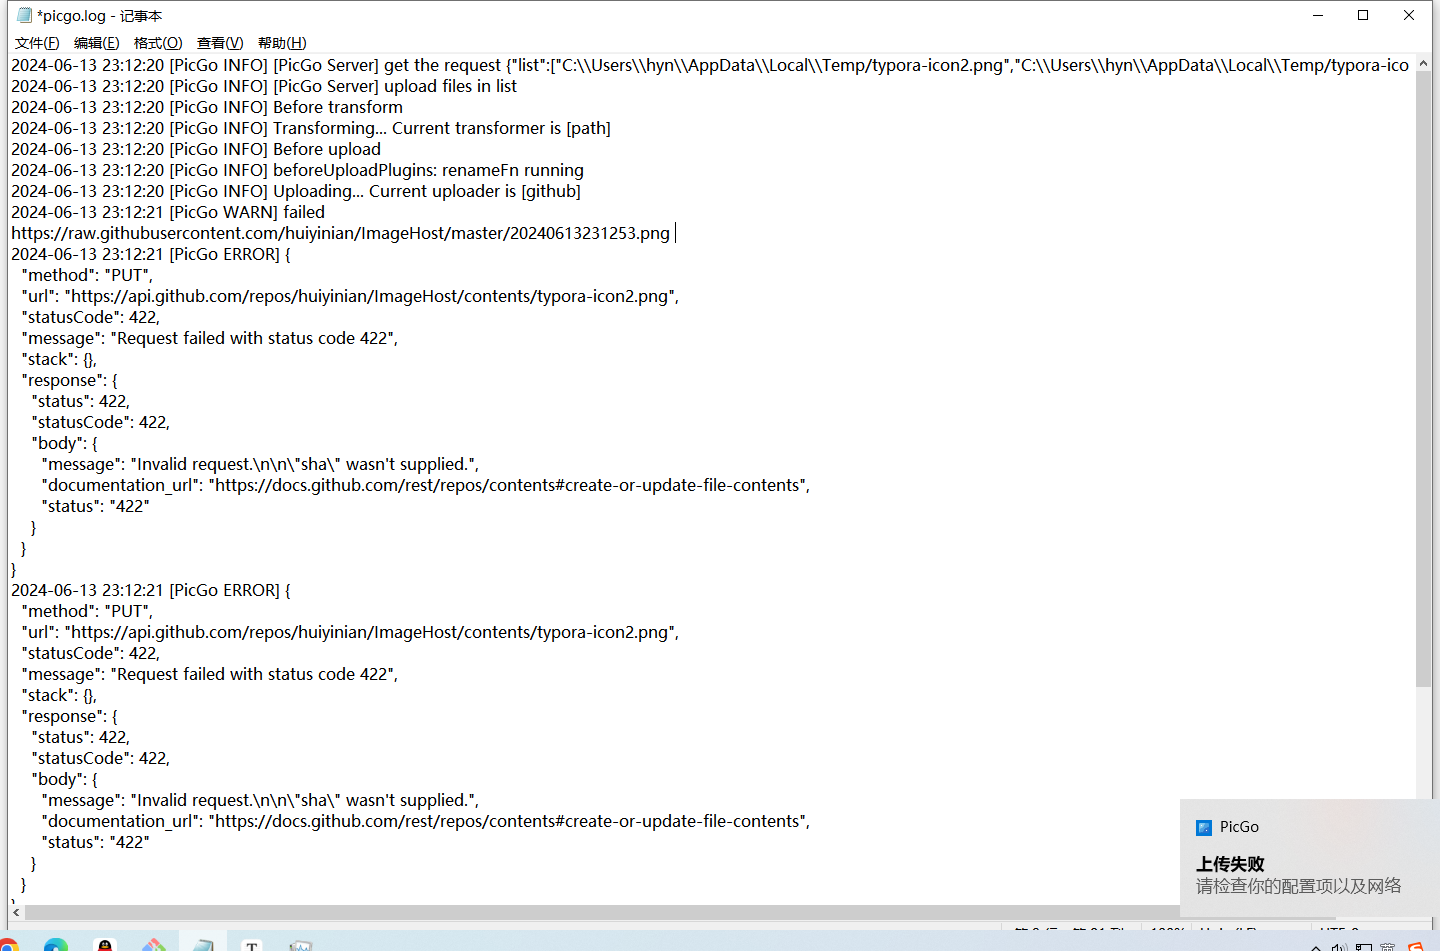 *picgo.log - 记事本
文件(F) 编辑(E) 格式(O) 查看(V) 帮助(H)
2024-06-13 23:12:20 [PicGo INFO] [PicGo Server] get the request {"list":["C:\\Users\\hyn\\AppData\\Local\\Temp/typora-icon2.png","C:\\Users\\hyn\\AppData\\Local\\Temp/typora-ico
2024-06-13 23:12:20 [PicGo INFO] [PicGo Server] upload files in list
2024-06-13 23:12:20 [PicGo INFO] Before transform
2024-06-13 23:12:20 [PicGo INFO] Transforming... Current transformer is [path]
2024-06-13 23:12:20 [PicGo INFO] Before upload
2024-06-13 23:12:20 [PicGo INFO] beforeUploadPlugins: renameFn running
2024-06-13 23:12:20 [PicGo INFO] Uploading... Current uploader is [github]
2024-06-13 23:12:21 [PicGo WARN] failed
https://raw.githubusercontent.com/huiyinian/ImageHost/master/20240613231253.png
2024-06-13 23:12:21 [PicGo ERROR] {
"method": "PUT",
"url": "https://api.github.com/repos/huiyinian/ImageHost/contents/typora-icon2.png",
"statusCode": 422,
"message": "Request failed with status code 422",
"stack": {},
"response": {
"status": 422,
"statusCode": 422,
"body": {
"message": "Invalid request.\n\n\"sha\" wasn't supplied.",
"documentation_url": "https://docs.github.com/rest/repos/contents#create-or-update-file-contents",
"status": "422"
}
}
}
2024-06-13 23:12:21 [PicGo ERROR] {
"method": "PUT",
"url": "https://api.github.com/repos/huiyinian/ImageHost/contents/typora-icon2.png",
"statusCode": 422,
"message": "Request failed with status code 422",
"stack": {},
"response": {
"status": 422,
"statusCode": 422,
"body": {
"message": "Invalid request.\n\n\"sha\" wasn't supplied.",
"documentation_url": "https://docs.github.com/rest/repos/contents#create-or-update-file-contents",
"status": "422"
}
}
PicGo
上传失败
请检查你的配置项以及网络